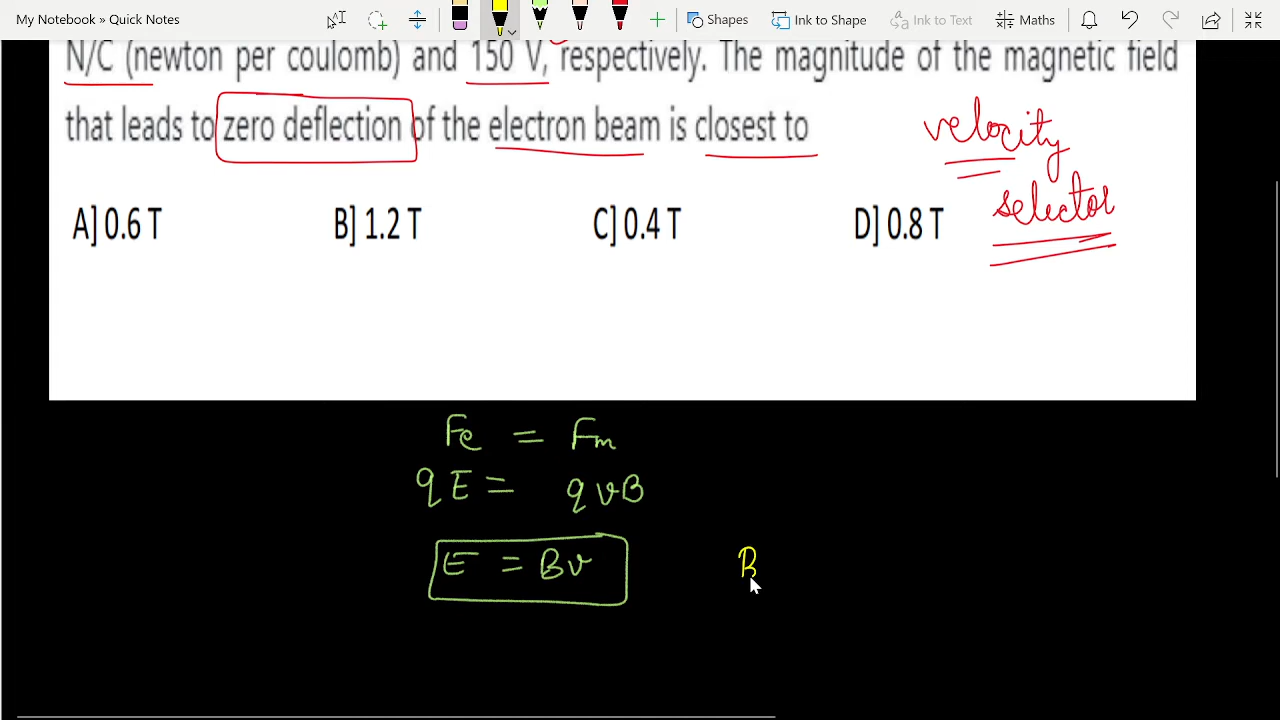 My Notebook » Quick Notes
Shapes Ink to Shape Ink to Text Maths
N/C (newton per coulomb) and 150 V, respectively. The magnitude of the magnetic field
that leads to zero deflection of the electron beam is closest to
velocity
selector
A] 0.6 T B] 1.2 T C] 0.4 T D] 0.8 T
Fe = Fm
qE = qvB
E = Bv
B